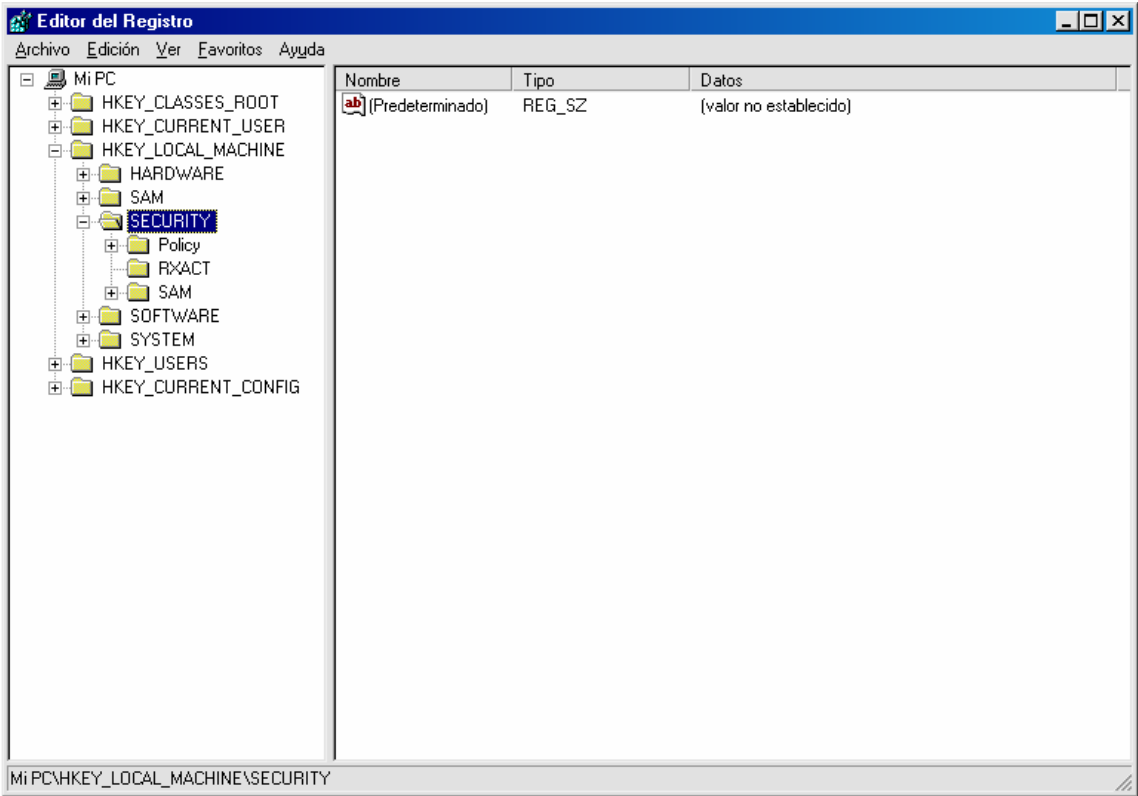 Editor del Registro
Archivo Edición Ver Favoritos Ayuda
Mi PC
HKEY_CLASSES_ROOT
HKEY_CURRENT_USER
HKEY_LOCAL_MACHINE
HARDWARE
SAM
SECURITY
Policy
RXACT
SAM
SOFTWARE
SYSTEM
HKEY_USERS
HKEY_CURRENT_CONFIG
Nombre Tipo Datos
ab (Predeterminado) REG_SZ (valor no establecido)
Mi PC\HKEY_LOCAL_MACHINE\SECURITY